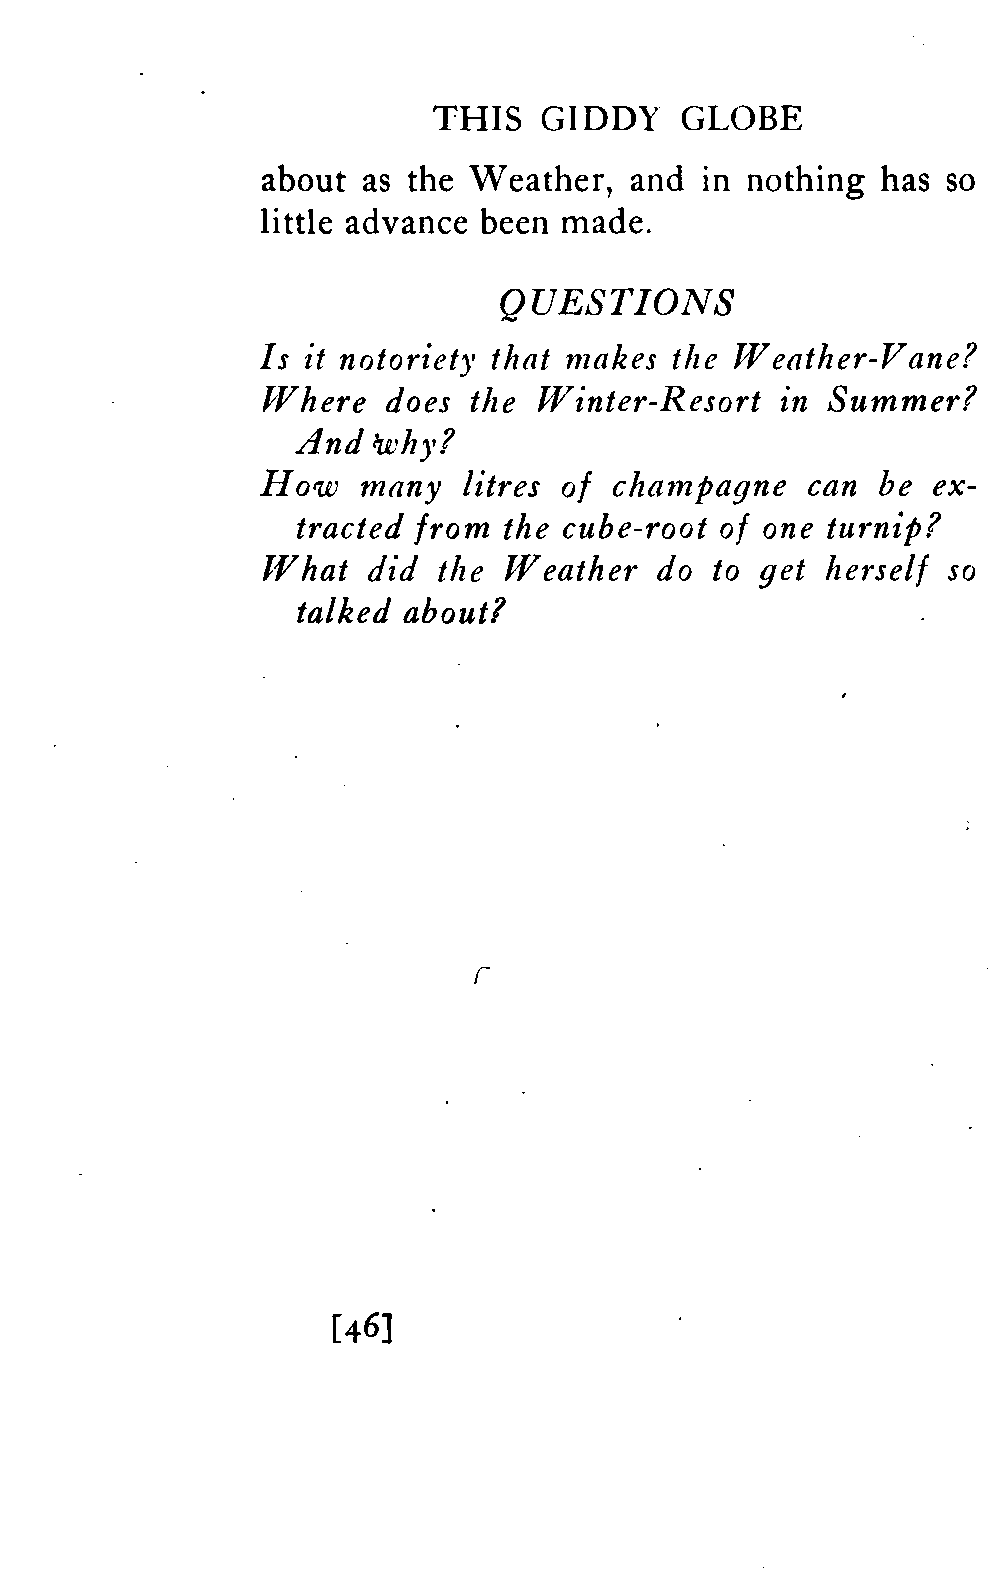 THIS GIDDY GLOBE
about as the Weather, and in nothing has so
little advance been made.
QUESTIONS
Is it notoriety that makes the Weather-Vane?
Where does the Winter-Resort in Summer?
And why?
How many litres of champagne can be ex-
tracted from the cube-root of one turnip?
What did the Weather do to get herself so
talked about?
[46]